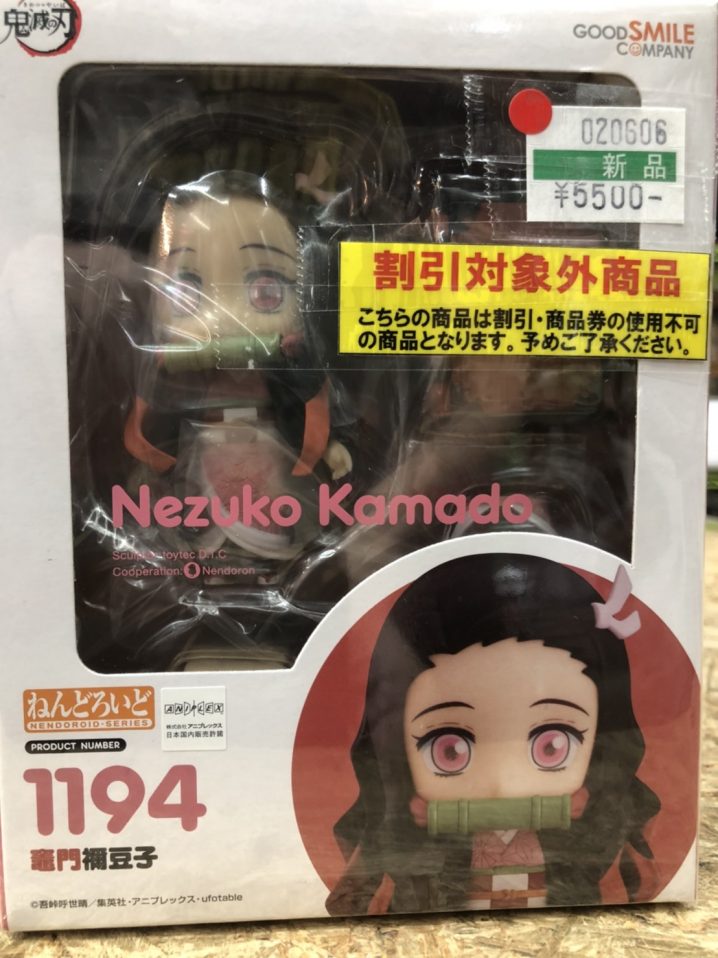 鬼滅の刃
GOOD SMILE
COMPANY
020606
新品
¥5500-
割引対象外商品
こちらの商品は割引・商品券の使用不可
の商品となります。予めご了承ください。
Nezuko Kamado
Sculptor:toytec D.T.C
Cooperation: Nendoron
ねんどろいど
NENDOROID-SERIES
ANIPLEX
株式会社アニプレックス
日本国内販売許諾
PRODUCT NUMBER
1194
竈門禰豆子
©吾峠呼世晴／集英社・アニプレックス・ufotable